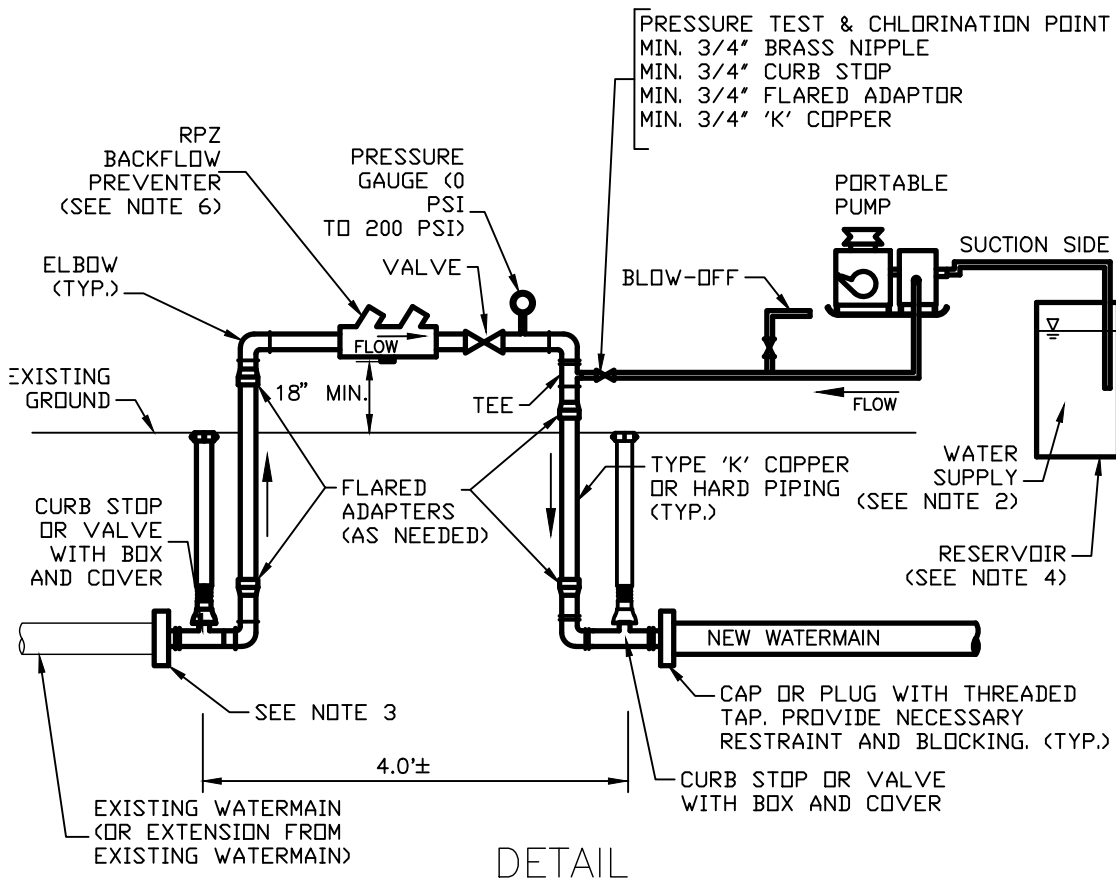 PRESSURE TEST & CHLORINATION POINT
MIN. 3/4" BRASS NIPPLE
MIN. 3/4" CURB STOP
MIN. 3/4" FLARED ADAPTOR
MIN. 3/4" 'K' COPPER
RPZ
BACKFLOW
PREVENTER
(SEE NOTE 6)
PRESSURE
GAUGE (0
PSI
TO 200 PSI)
PORTABLE
PUMP
SUCTION SIDE
ELBOW
(TYP.)
VALVE
BLOW-OFF
FLOW
EXISTING
GROUND
18" MIN.
TEE
FLOW
CURB STOP
OR VALVE
WITH BOX
AND COVER
FLARED
ADAPTERS
(AS NEEDED)
TYPE 'K' COPPER
OR HARD PIPING
(TYP.)
WATER
SUPPLY
(SEE NOTE 2)
RESERVOIR
(SEE NOTE 4)
NEW WATERMAIN
SEE NOTE 3
CAP OR PLUG WITH THREADED
TAP. PROVIDE NECESSARY
RESTRAINT AND BLOCKING. (TYP.)
4.0'±
CURB STOP OR VALVE
WITH BOX AND COVER
EXISTING WATERMAIN
(OR EXTENSION FROM
EXISTING WATERMAIN)
DETAIL